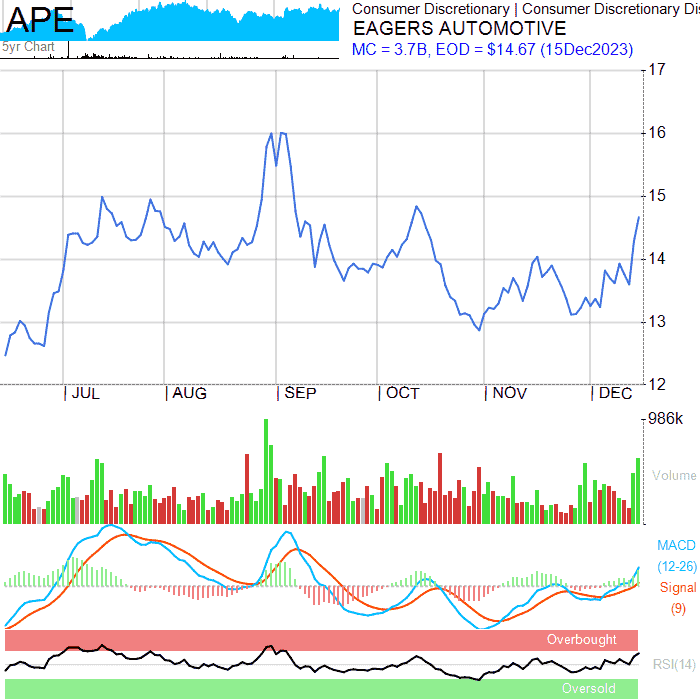 APE
5yr Chart
Consumer Discretionary | Consumer Discretionary Dis
EAGERS AUTOMOTIVE
MC = 3.7B, EOD = $14.67 (15Dec2023)
17
16
15
14
13
12
JUL AUG SEP OCT NOV DEC
986k
Volume
MACD
(12-26)
Signal
(9)
Overbought
RSI(14)
Oversold